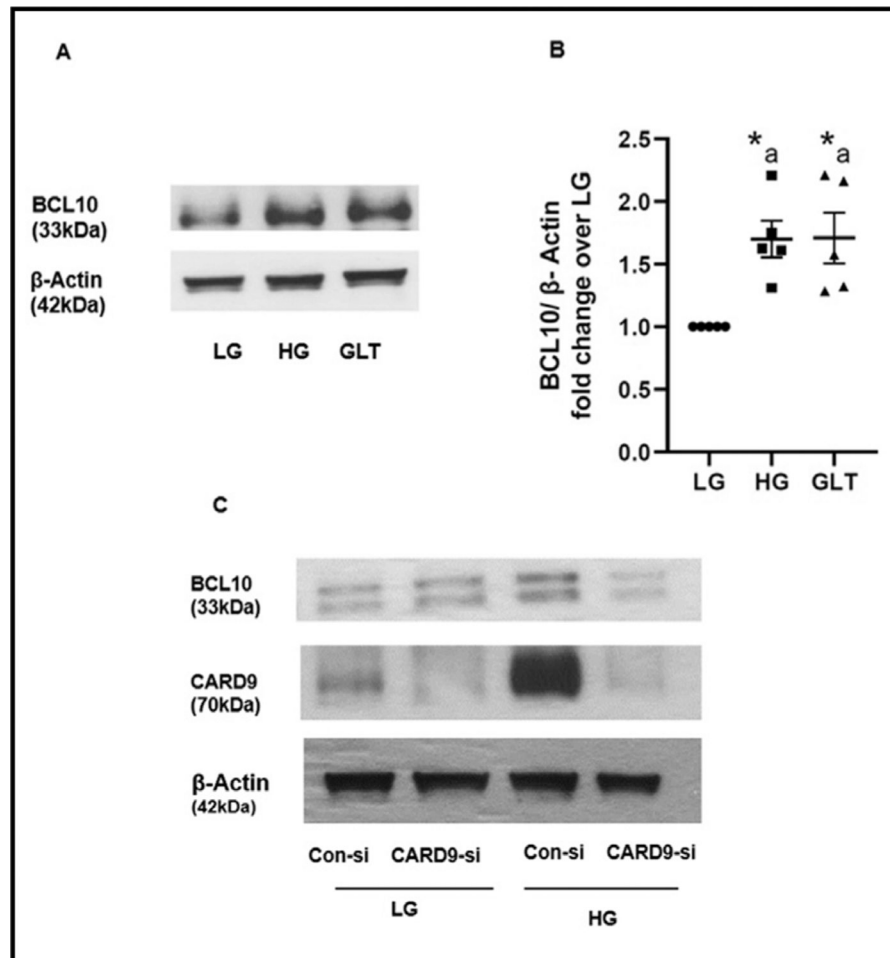 A
BCL10
(33kDa)
β-Actin
(42kDa)
LG HG GLT
B
BCL10/ β- Actin
fold change over LG
2.5
2.0
1.5
1.0
0.5
0.0
* a * a
LG HG GLT
C
BCL10
(33kDa)
CARD9
(70kDa)
β-Actin
(42kDa)
Con-si CARD9-si Con-si CARD9-si
LG HG